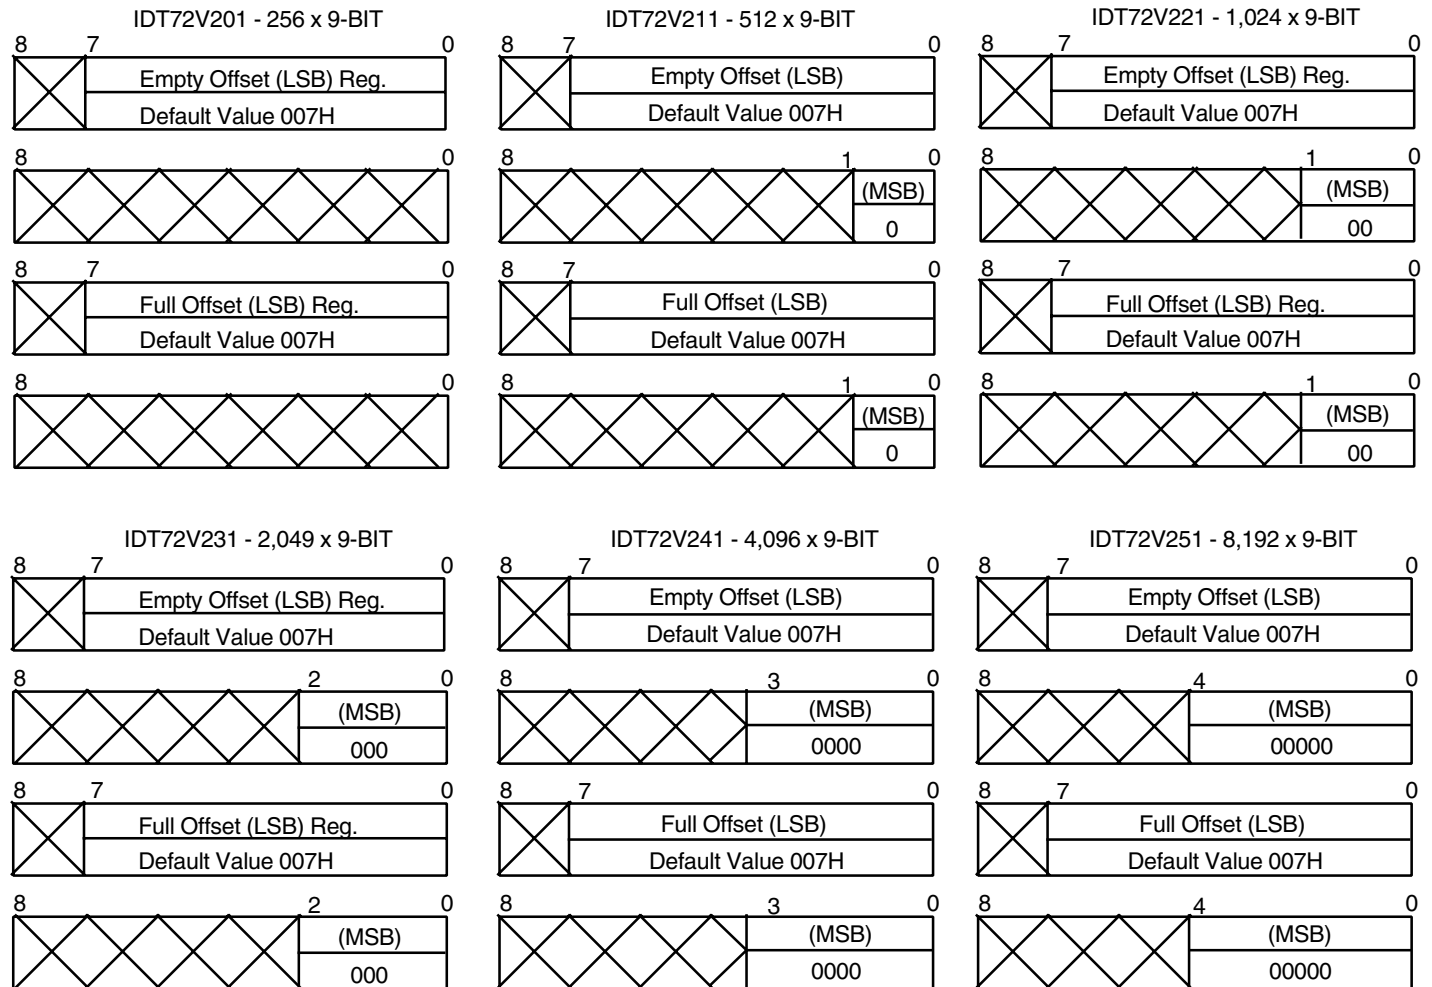 IDT72V201 - 256 x 9-BIT
8 7 0
Empty Offset (LSB) Reg.
Default Value 007H
8 0
8 7 0
Full Offset (LSB) Reg.
Default Value 007H
8 0
IDT72V211 - 512 x 9-BIT
8 7 0
Empty Offset (LSB)
Default Value 007H
8 1 0
(MSB)
0
8 7 0
Full Offset (LSB)
Default Value 007H
8 1 0
(MSB)
0
IDT72V221 - 1,024 x 9-BIT
8 7 0
Empty Offset (LSB) Reg.
Default Value 007H
8 1 0
(MSB)
00
8 7 0
Full Offset (LSB) Reg.
Default Value 007H
8 1 0
(MSB)
00
IDT72V231 - 2,049 x 9-BIT
8 7 0
Empty Offset (LSB) Reg.
Default Value 007H
8 2 0
(MSB)
000
8 7 0
Full Offset (LSB) Reg.
Default Value 007H
8 2 0
(MSB)
000
IDT72V241 - 4,096 x 9-BIT
8 7 0
Empty Offset (LSB)
Default Value 007H
8 3 0
(MSB)
0000
8 7 0
Full Offset (LSB)
Default Value 007H
8 3 0
(MSB)
0000
IDT72V251 - 8,192 x 9-BIT
8 7 0
Empty Offset (LSB)
Default Value 007H
8 4 0
(MSB)
00000
8 7 0
Full Offset (LSB)
Default Value 007H
8 4 0
(MSB)
00000